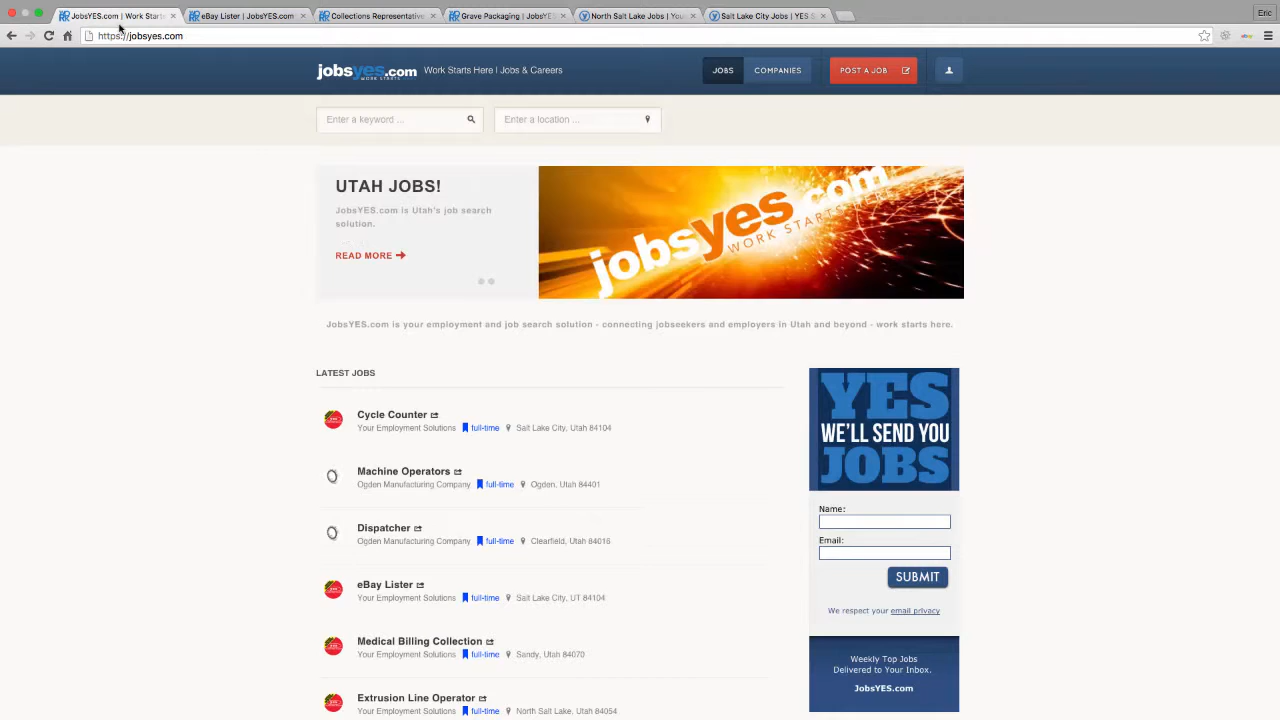 JobsYES.com | Work Starts
eBay Lister | JobsYES.com
Collections Representative
Grave Packaging | JobsYES
North Salt Lake Jobs | You
Salt Lake City Jobs | YES S
Eric
https://jobsyes.com
jobsyes.com
WORK STARTS
Work Starts Here | Jobs & Careers
JOBS
COMPANIES
POST A JOB
Enter a keyword ...
Enter a location ...
UTAH JOBS!
JobsYES.com is Utah's job search
solution.
READ MORE
jobsyes.com
WORK STARTS HERE
JobsYES.com is your employment and job search solution - connecting jobseekers and employers in Utah and beyond - work starts here.
LATEST JOBS
Cycle Counter
Your Employment Solutions full-time Salt Lake City, Utah 84104
Machine Operators
Ogden Manufacturing Company full-time Ogden, Utah 84401
Dispatcher
Ogden Manufacturing Company full-time Clearfield, Utah 84016
eBay Lister
Your Employment Solutions full-time Salt Lake City, UT 84104
Medical Billing Collection
Your Employment Solutions full-time Sandy, Utah 84070
Extrusion Line Operator
Your Employment Solutions full-time North Salt Lake, Utah 84054
YES
WE'LL SEND YOU
JOBS
Name:
Email:
SUBMIT
We respect your email privacy
Weekly Top Jobs
Delivered to Your Inbox.
JobsYES.com